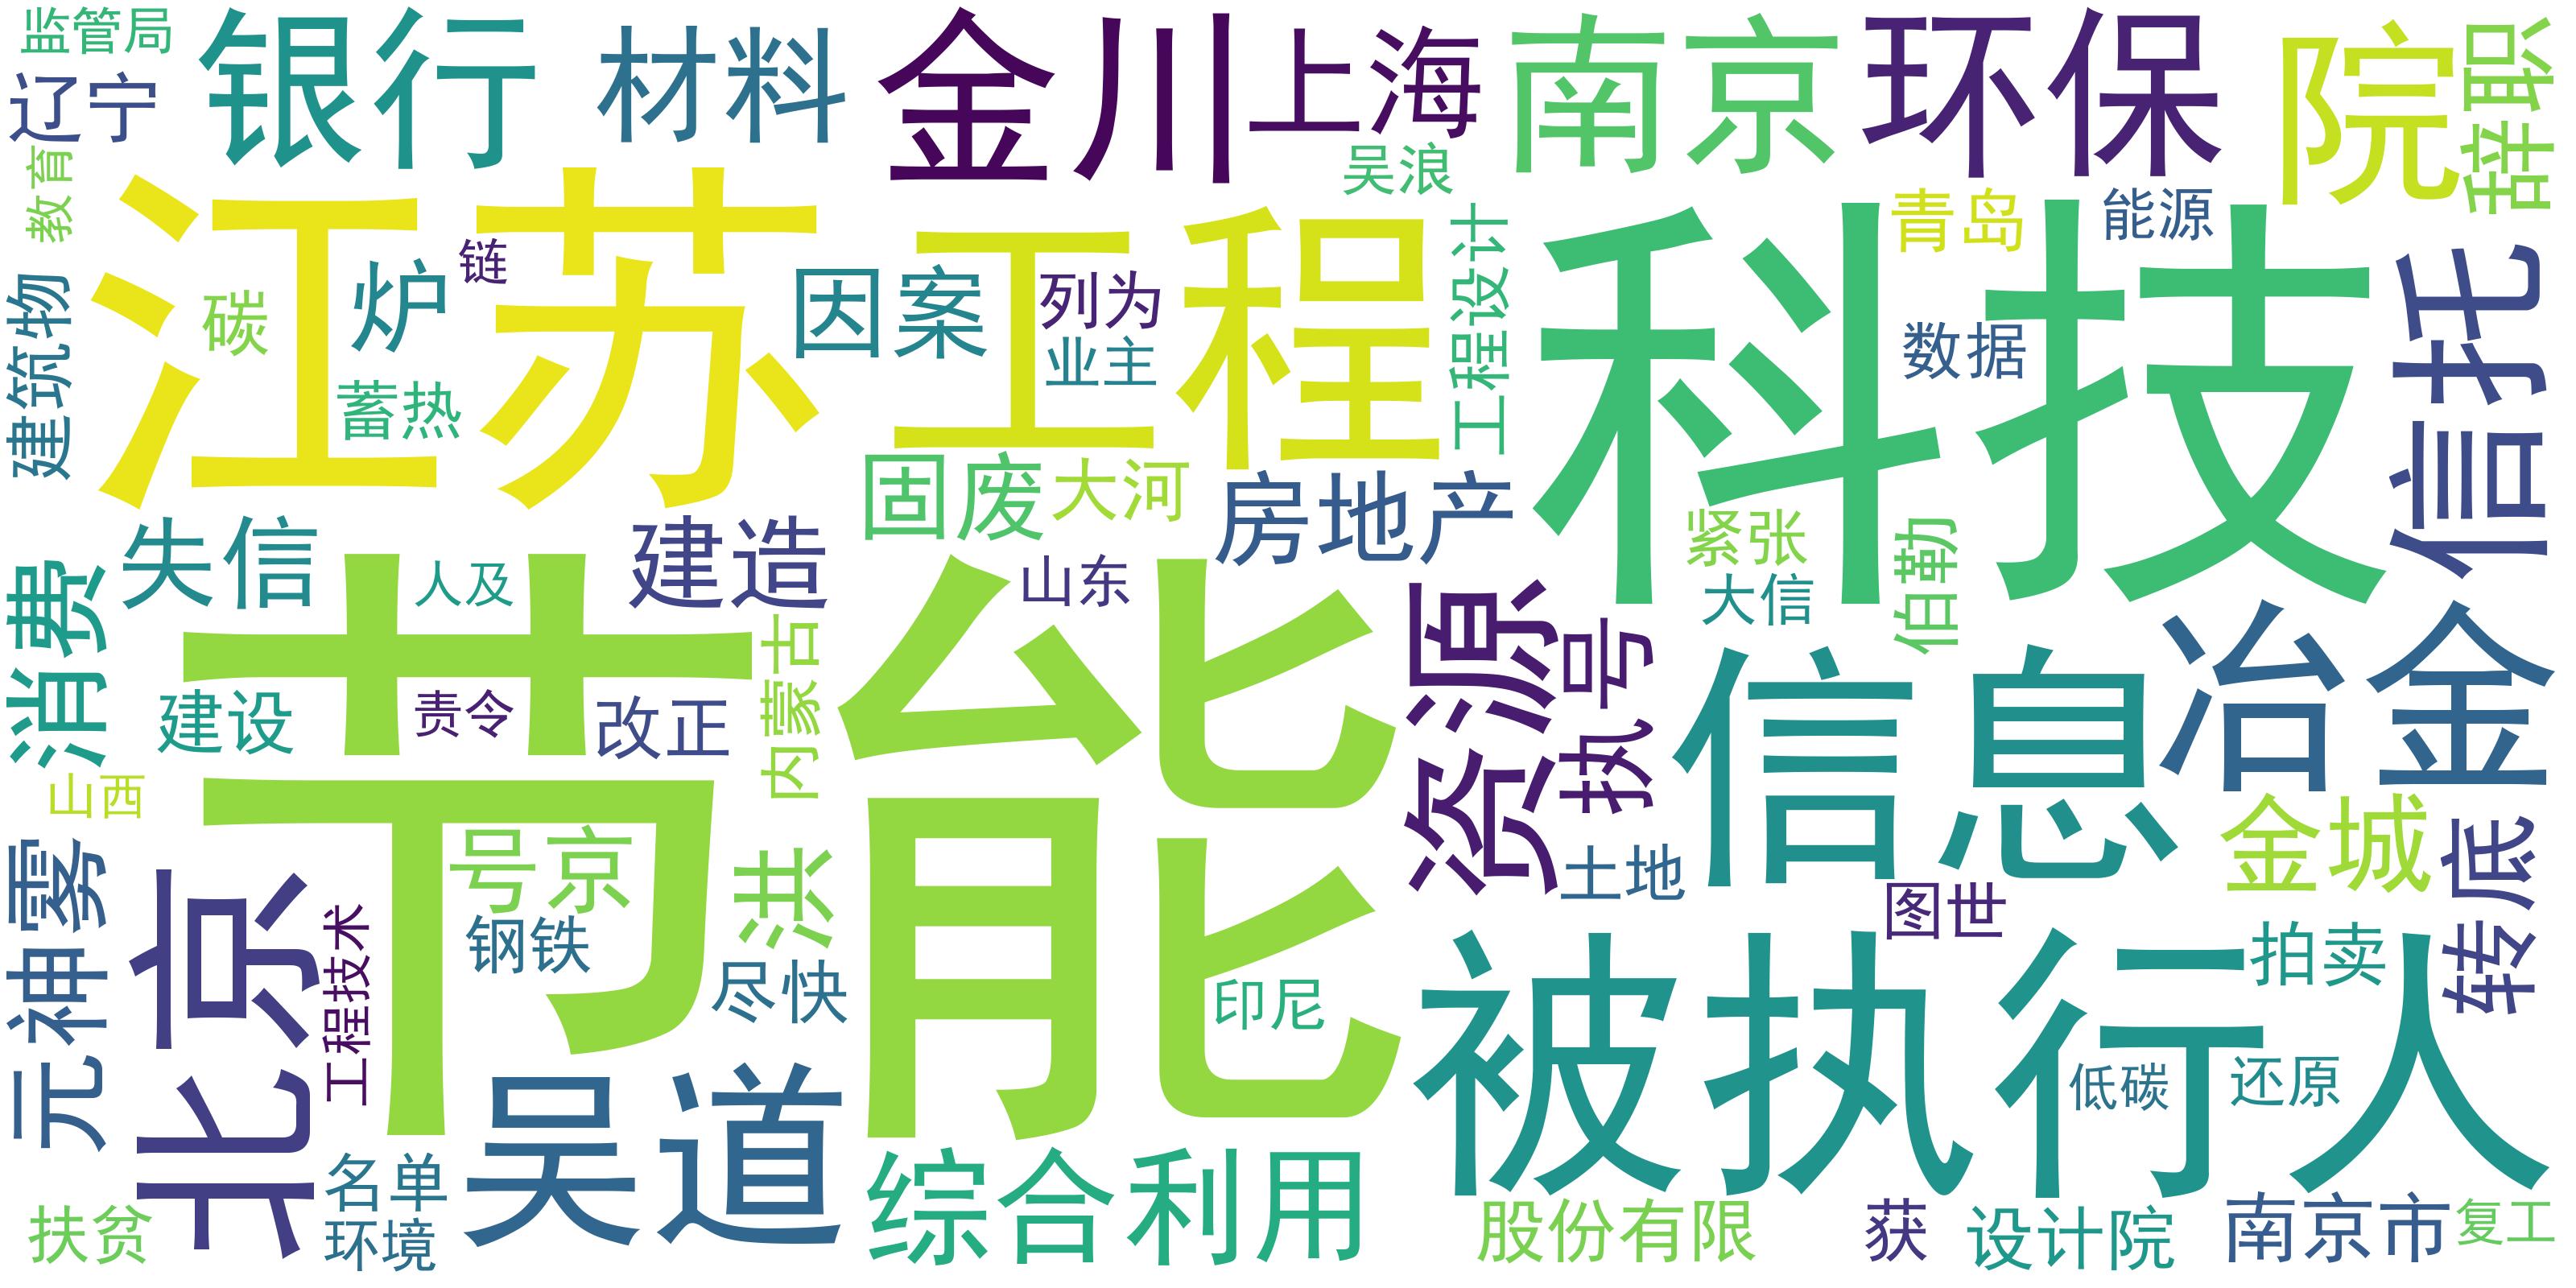 监管局
银行
材料
金川
上海
南京
环保
院
辞职
辽宁
教育
吴浪
江苏
链
碳
炉
蓄热
工程
因案
列为
业主
工程设计
科技
青岛
能源
数据
信托
建筑物
固废
大河
房地产
紧张
大信
伯勒
失信
人及
建造
山东
节能
消费
建设
责令
改正
内蒙古
资源
执号
信息
冶金
山西
元神雾
北京
号京
钢铁
洪
尽快
工程技术
土地
图世
金城
转底
印尼
被执行人
拍卖
低碳
还原
吴道
综合利用
名单
环境
扶贫
股份有限
获
设计院
南京市
复工